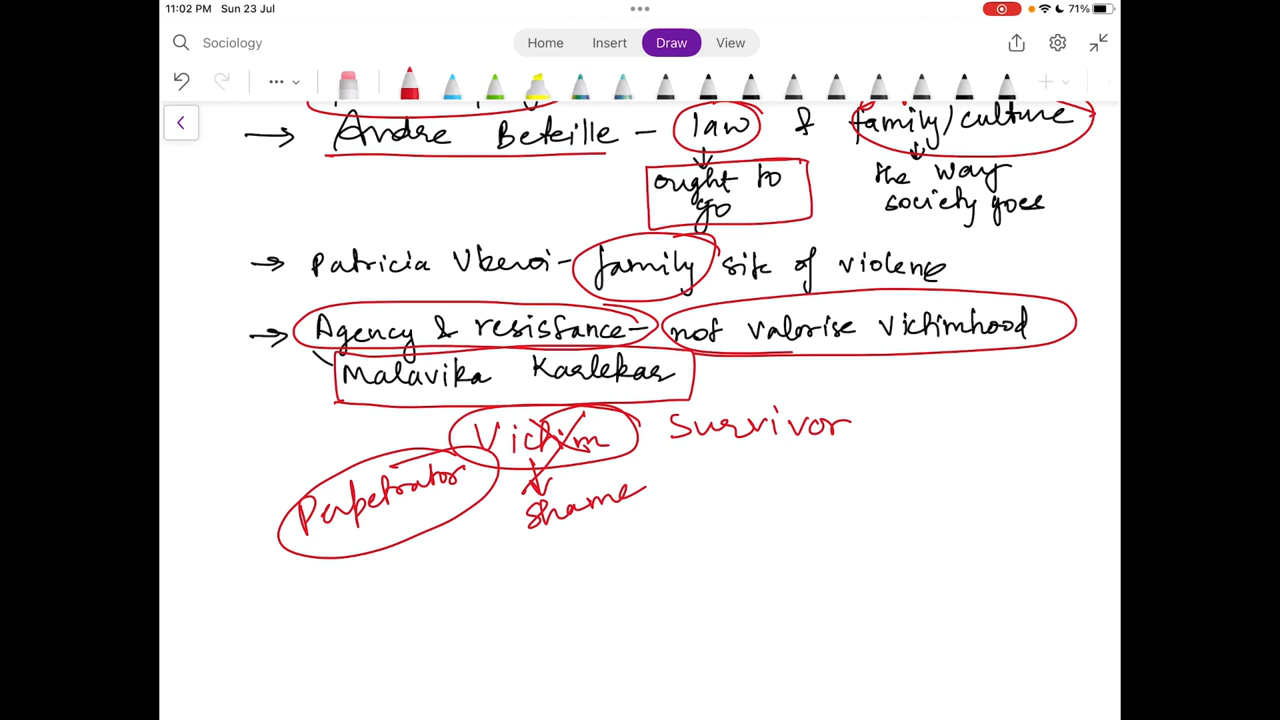 11:02 PM Sun 23 Jul
71%
Sociology
Home Insert Draw View
→ Andre Beteille - law & family/culture
ought to go
the way society goes
→ Patricia Uberoi - family site of violence
→ Agency & resistance - not valorise victimhood
Malavika Karlekar
Victim survivor
Perpetrator
shame